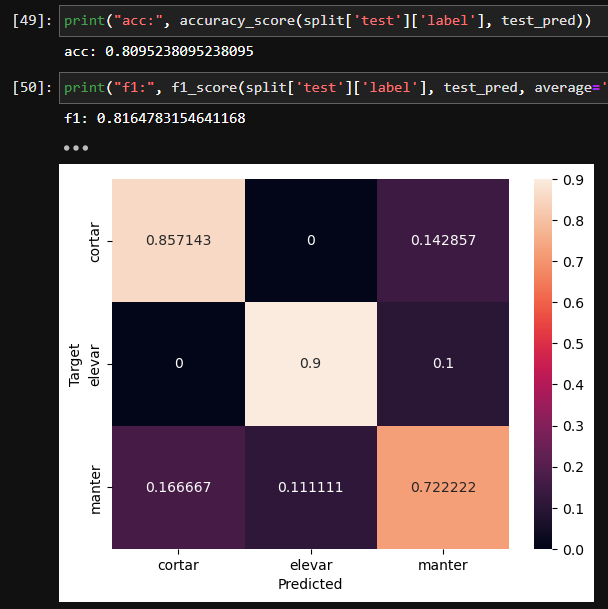 [49]: print("acc:", accuracy_score(split['test']['label'], test_pred))
acc: 0.8095238095238095
[50]: print("f1:", f1_score(split['test']['label'], test_pred, average='
f1: 0.8164783154641168
cortar
0.857143 0 0.142857
Target
elevar
0 0.9 0.1
manter
0.166667 0.111111 0.722222
cortar elevar manter
Predicted
0.9
0.8
0.7
0.6
0.5
0.4
0.3
0.2
0.1
0.0